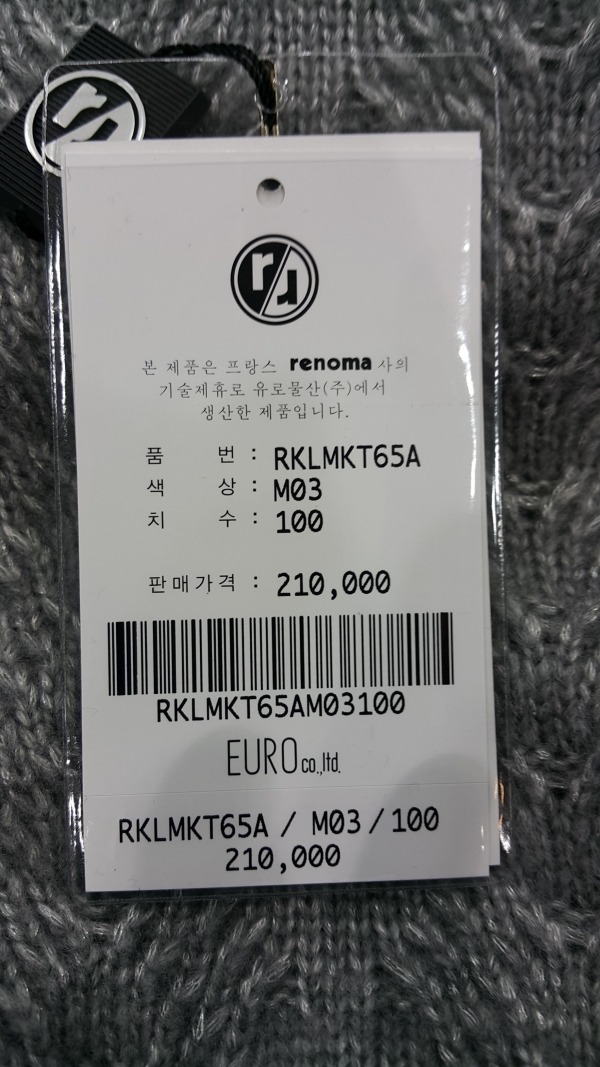 본 제품은 프랑스 renoma 사의
기술제휴로 유로물산(주)에서
생산한 제품입니다.
품 번 : RKLMKT65A
색 상 : M03
치 수 : 100
판매가격 : 210,000
RKLMKT65AM03100
EURO co.,ltd.
RKLMKT65A / M03 / 100
210,000